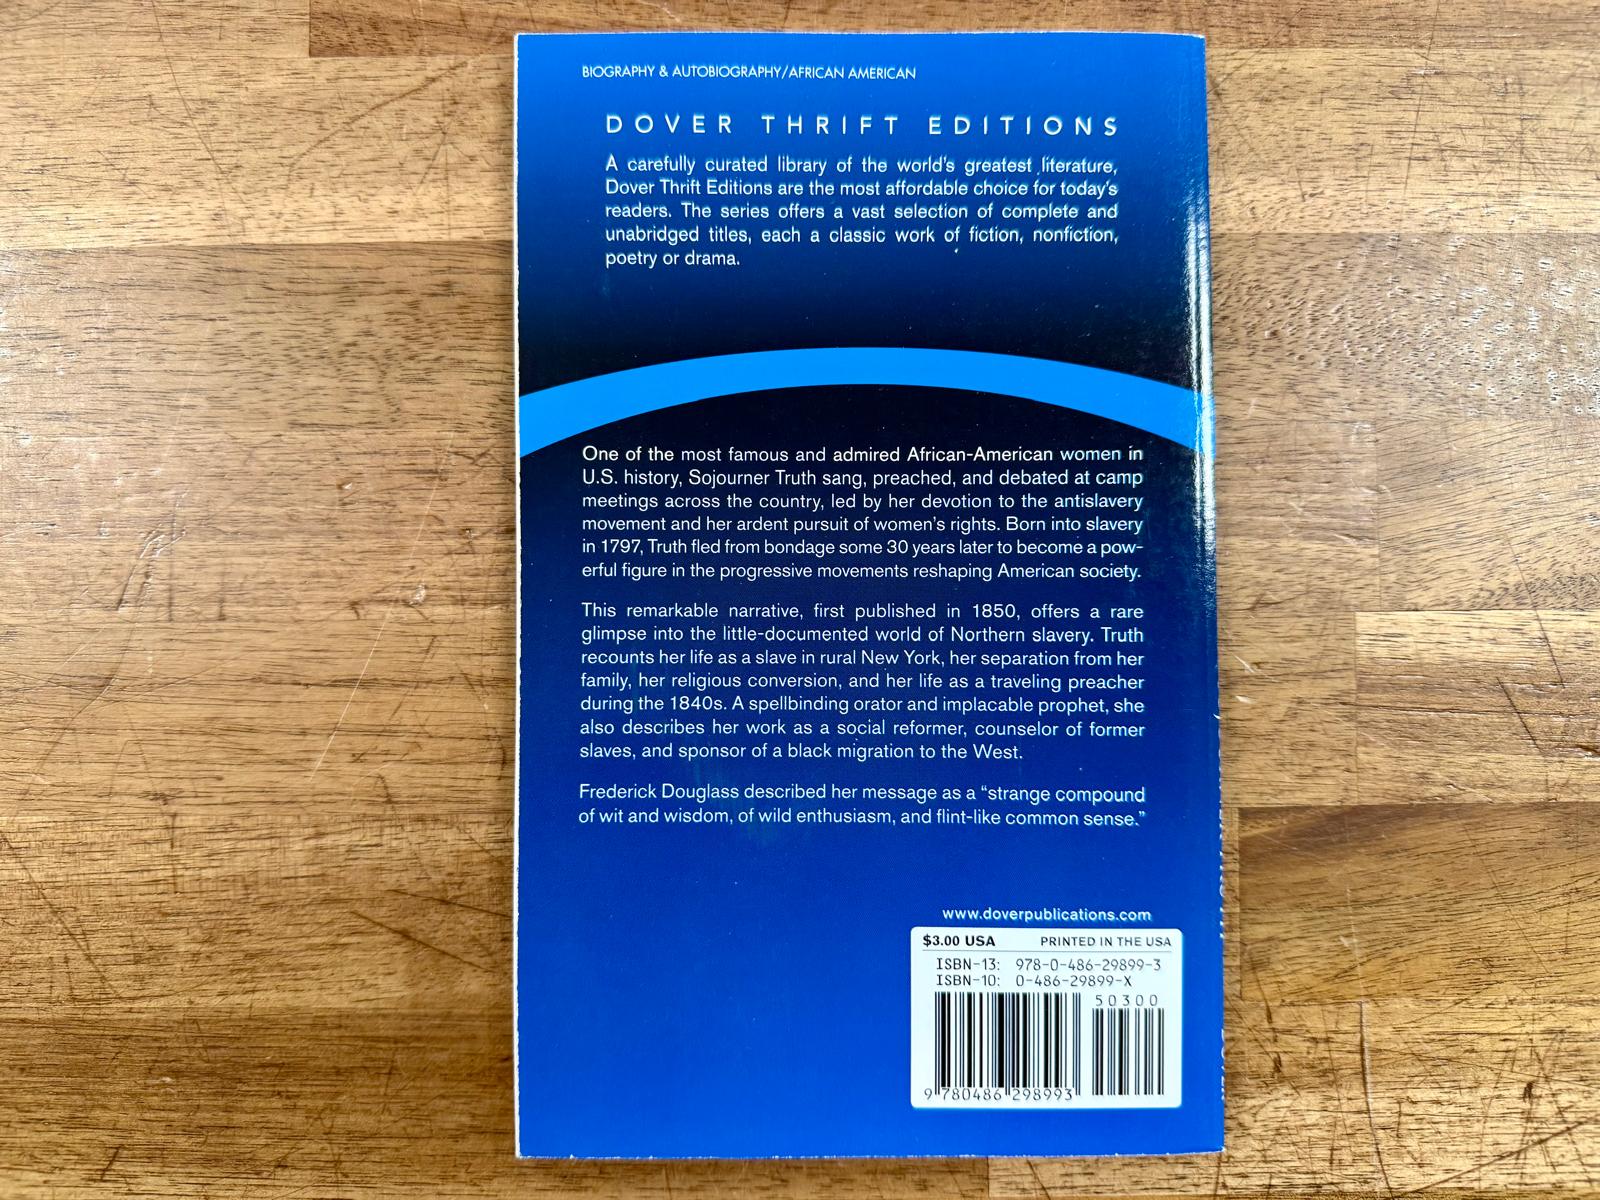 BIOGRAPHY & AUTOBIOGRAPHY/AFRICAN AMERICAN
DOVER THRIFT EDITIONS
A carefully curated library of the world's greatest literature,
Dover Thrift Editions are the most affordable choice for today's
readers. The series offers a vast selection of complete and
unabridged titles, each a classic work of fiction, nonfiction,
poetry or drama.
One of the most famous and admired African-American women in
U.S. history, Sojourner Truth sang, preached, and debated at camp
meetings across the country, led by her devotion to the antislavery
movement and her ardent pursuit of women's rights. Born into slavery
in 1797, Truth fled from bondage some 30 years later to become a pow-
erful figure in the progressive movements reshaping American society.
This remarkable narrative, first published in 1850, offers a rare
glimpse into the little-documented world of Northern slavery. Truth
recounts her life as a slave in rural New York, her separation from her
family, her religious conversion, and her life as a traveling preacher
during the 1840s. A spellbinding orator and implacable prophet, she
also describes her work as a social reformer, counselor of former
slaves, and sponsor of a black migration to the West.
Frederick Douglass described her message as a “strange compound
of wit and wisdom, of wild enthusiasm, and flint-like common sense.”
www.doverpublications.com
$3.00 USA PRINTED IN THE USA
ISBN-13: 978-0-486-29899-3
ISBN-10: 0-486-29899-X
50300
9 780486 298993